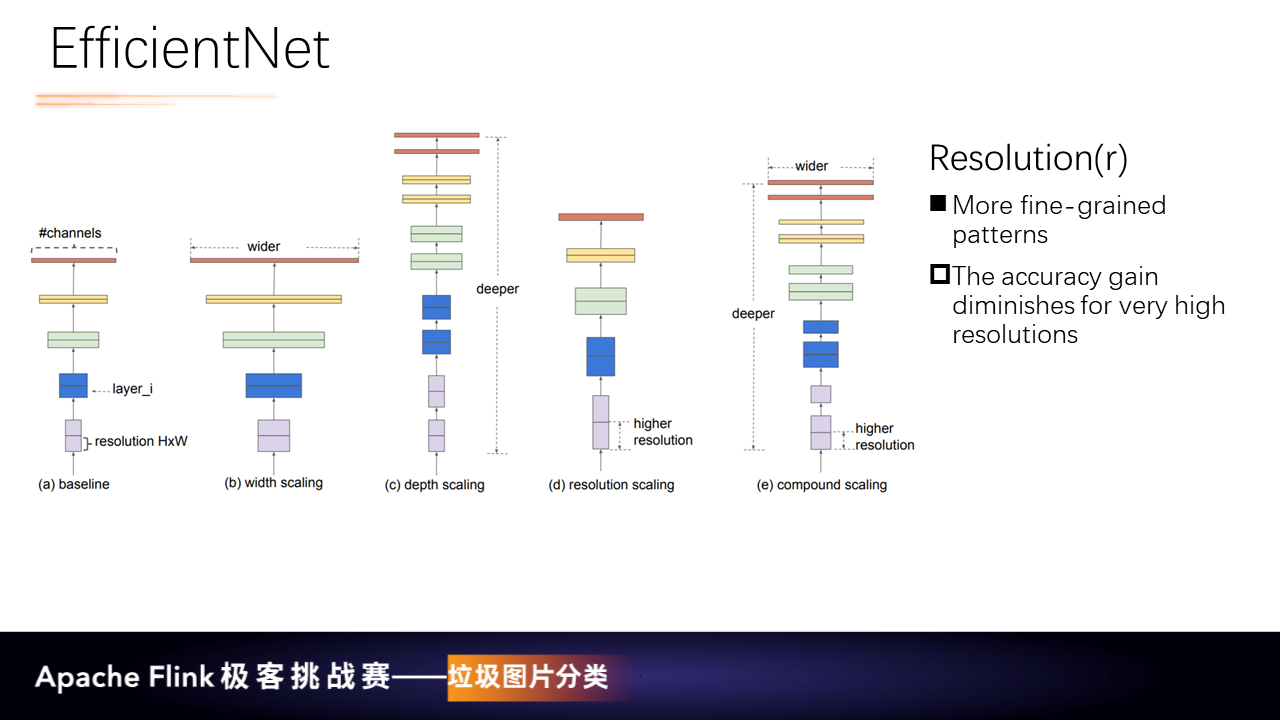 EfficientNet
#channels
wider
deeper
layer_i
resolution HxW
higher
resolution
wider
deeper
higher
resolution
(a) baseline
(b) width scaling
(c) depth scaling
(d) resolution scaling
(e) compound scaling
Resolution(r)
More fine-grained
patterns
The accuracy gain
diminishes for very high
resolutions
Apache Flink 极客挑战赛——垃圾图片分类